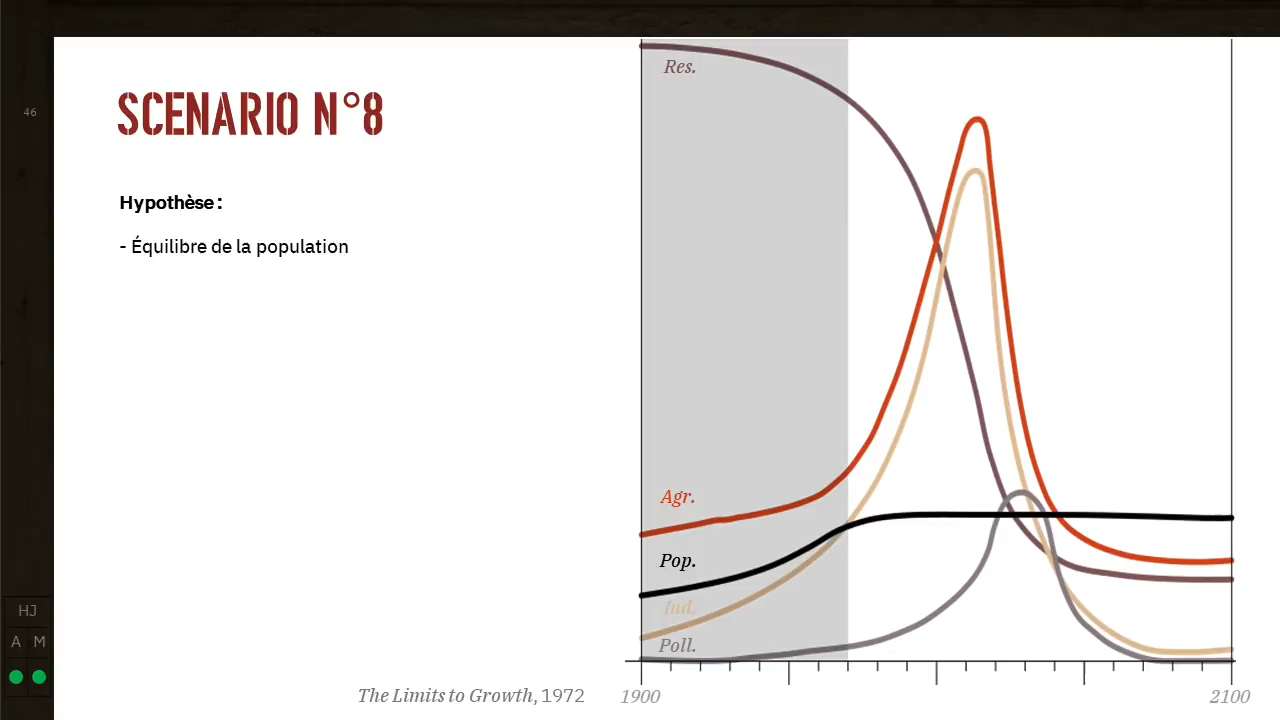 46
SCENARIO N°8
Hypothèse :
- Équilibre de la population
Res.
Agr.
Pop.
Ind.
Poll.
HJ
A M
The Limits to Growth, 1972
1900
2100